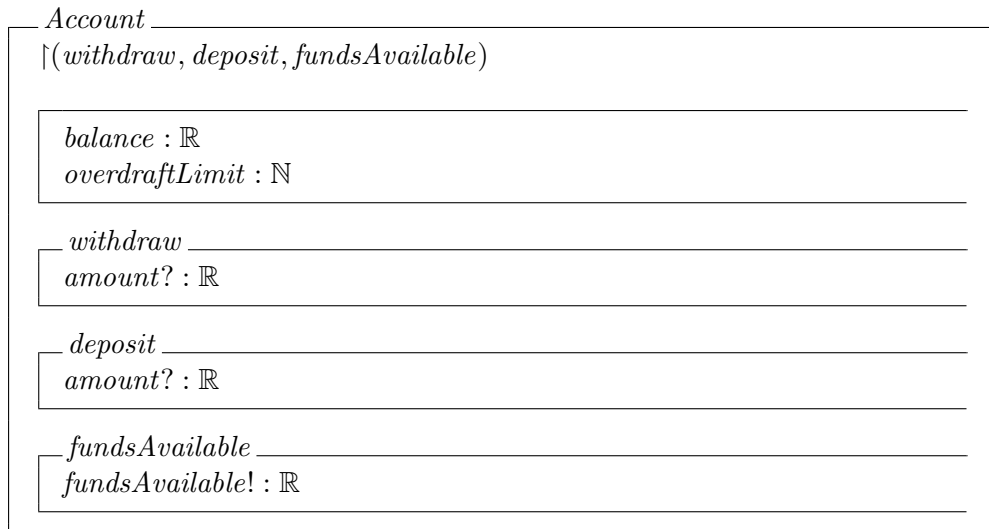 Account
↾(withdraw, deposit, fundsAvailable)
balance : ℝ
overdraftLimit : ℕ
withdraw
amount? : ℝ
deposit
amount? : ℝ
fundsAvailable
fundsAvailable! : ℝ